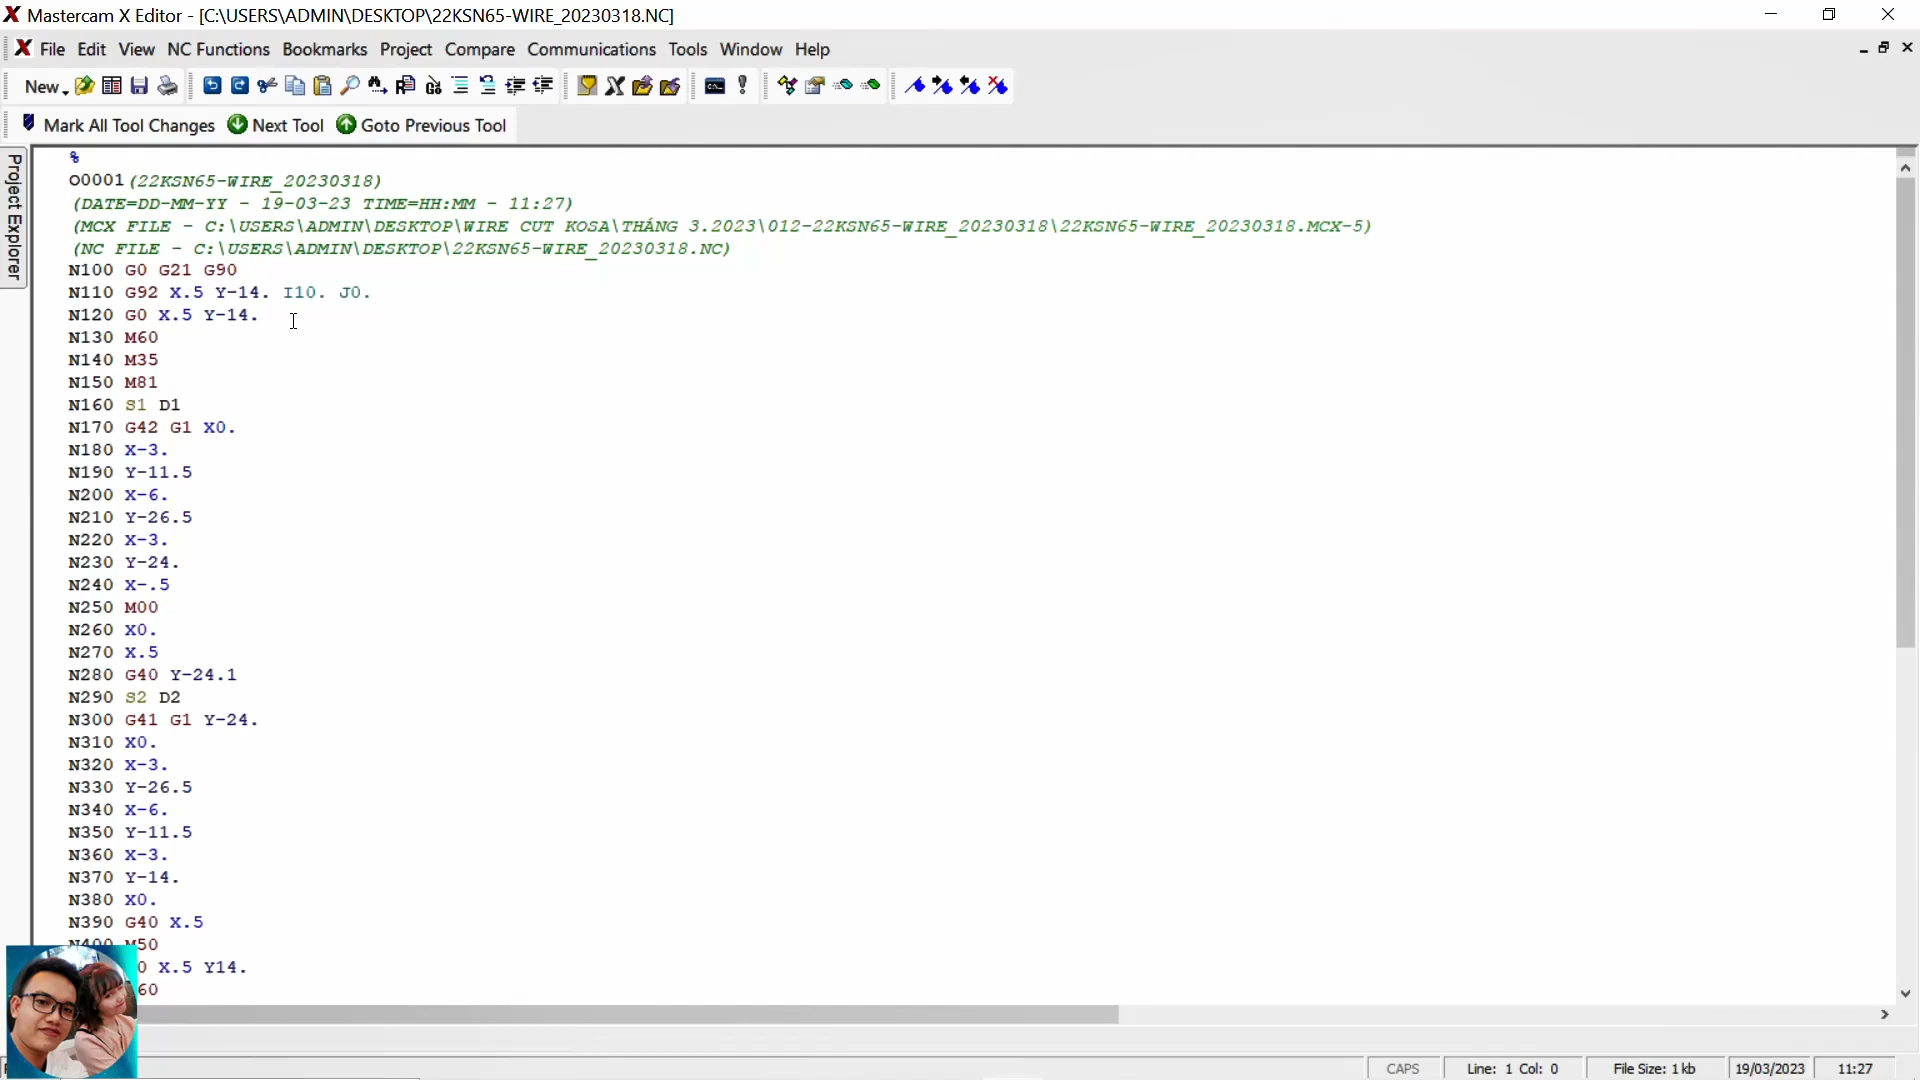 Mastercam X Editor - [C:\USERS\ADMIN\DESKTOP\22KSN65-WIRE_20230318.NC]
File Edit View NC Functions Bookmarks Project Compare Communications Tools Window Help
New
Mark All Tool Changes Next Tool Goto Previous Tool
Project Explorer
%
O0001(22KSN65-WIRE_20230318)
(DATE=DD-MM-YY - 19-03-23 TIME=HH:MM - 11:27)
(MCX FILE - C:\USERS\ADMIN\DESKTOP\WIRE CUT KOSA\THÁNG 3.2023\012-22KSN65-WIRE_20230318\22KSN65-WIRE_20230318.MCX-5)
(NC FILE - C:\USERS\ADMIN\DESKTOP\22KSN65-WIRE_20230318.NC)
N100 G0 G21 G90
N110 G92 X.5 Y-14. I10. J0.
N120 G0 X.5 Y-14.
N130 M60
N140 M35
N150 M81
N160 S1 D1
N170 G42 G1 X0.
N180 X-3.
N190 Y-11.5
N200 X-6.
N210 Y-26.5
N220 X-3.
N230 Y-24.
N240 X-.5
N250 M00
N260 X0.
N270 X.5
N280 G40 Y-24.1
N290 S2 D2
N300 G41 G1 Y-24.
N310 X0.
N320 X-3.
N330 Y-26.5
N340 X-6.
N350 Y-11.5
N360 X-3.
N370 Y-14.
N380 X0.
N390 G40 X.5
N400 M50
0 X.5 Y14.
60
CAPS Line: 1 Col: 0 File Size: 1 kb 19/03/2023 11:27